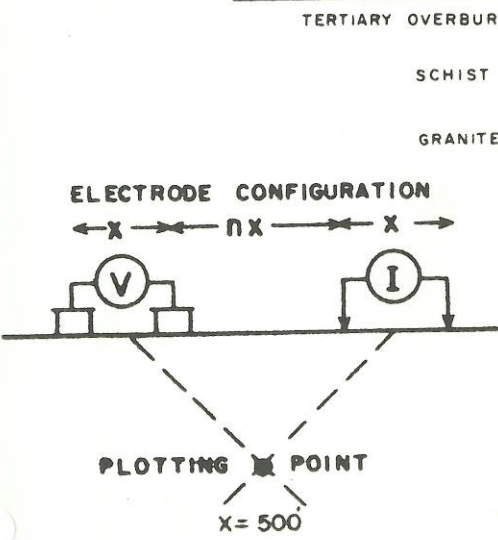 TERTIARY OVERBUR
SCHIST
GRANITE
ELECTRODE CONFIGURATION
X nX X
V I
PLOTTING POINT
X = 500'